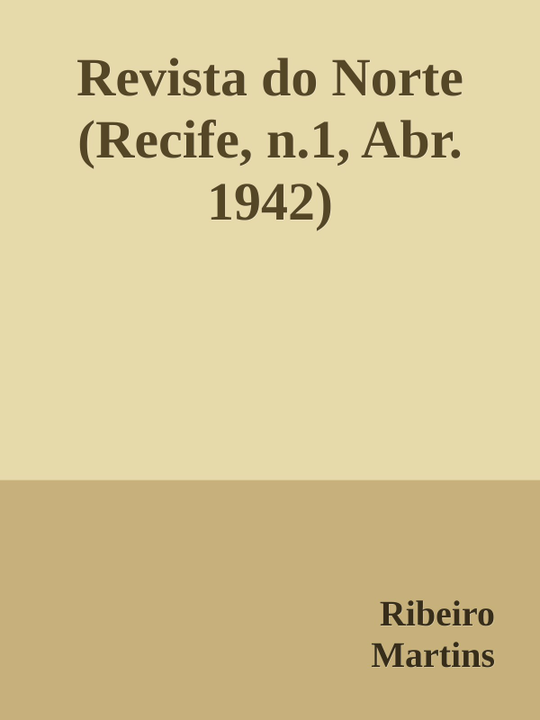 Revista do Norte
(Recife, n.1, Abr.
1942)
Ribeiro
Martins